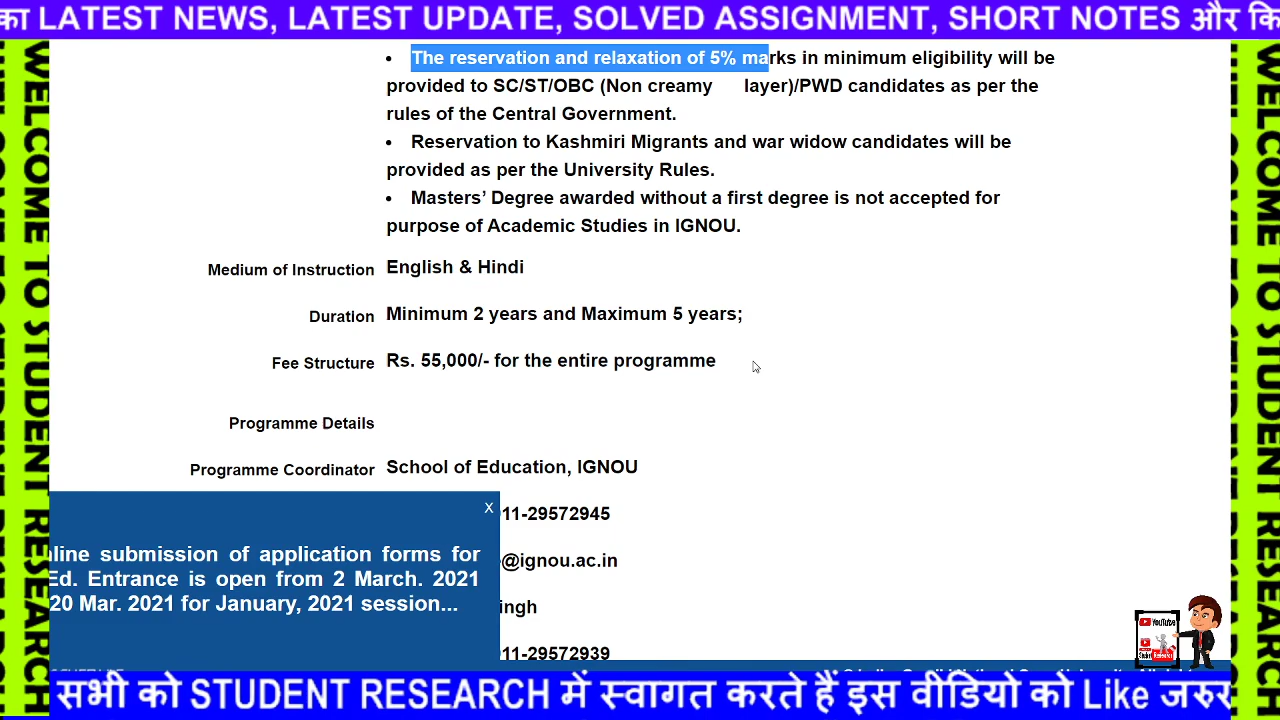 का LATEST NEWS, LATEST UPDATE, SOLVED ASSIGNMENT, SHORT NOTES और कि
WELCOME TO STUDENT RESEARCH
WELCOME TO STUDENT RESEARCH
• The reservation and relaxation of 5% marks in minimum eligibility will be
provided to SC/ST/OBC (Non creamy layer)/PWD candidates as per the
rules of the Central Government.
• Reservation to Kashmiri Migrants and war widow candidates will be
provided as per the University Rules.
• Masters’ Degree awarded without a first degree is not accepted for
purpose of Academic Studies in IGNOU.
Medium of Instruction English & Hindi
Duration Minimum 2 years and Maximum 5 years;
Fee Structure Rs. 55,000/- for the entire programme
Programme Details
Programme Coordinator School of Education, IGNOU
11-29572945
@ignou.ac.in
ingh
11-29572939
X
line submission of application forms for
Ed. Entrance is open from 2 March. 2021
20 Mar. 2021 for January, 2021 session...
YouTube
सभी को STUDENT RESEARCH में स्वागत करते हैं इस वीडियो को Like जरुर